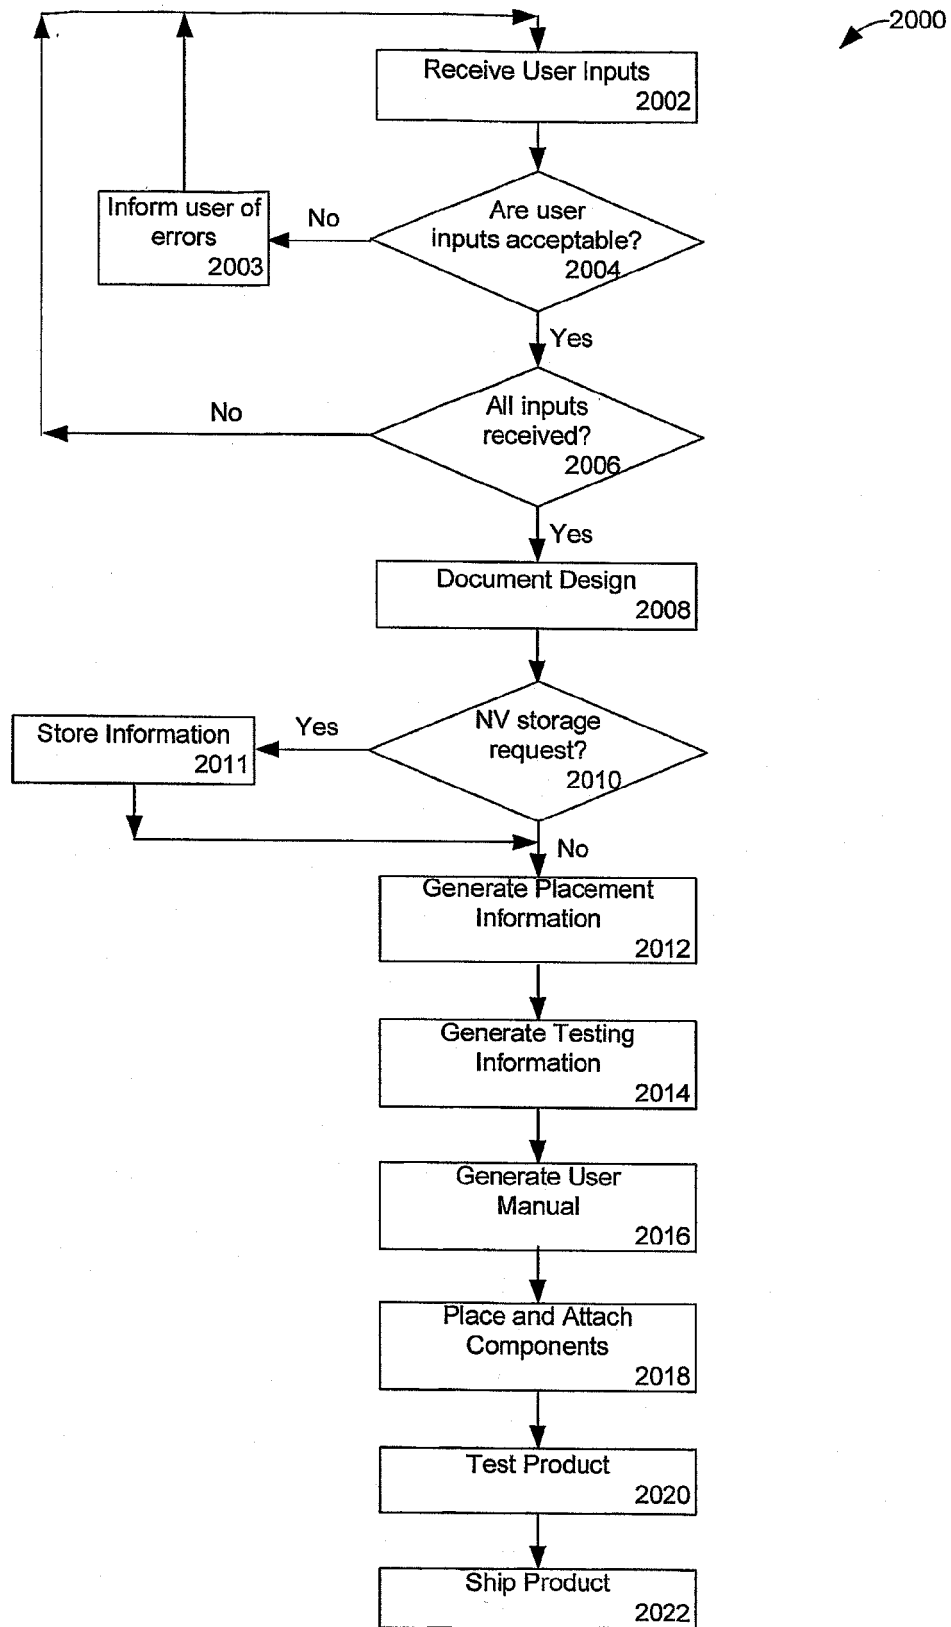 2000
Receive User Inputs
2002
Are user
inputs acceptable?
2004
No
Inform user of
errors
2003
Yes
All inputs
received?
2006
No
Yes
Document Design
2008
NV storage
request?
2010
Yes
Store Information
2011
No
Generate Placement
Information
2012
Generate Testing
Information
2014
Generate User
Manual
2016
Place and Attach
Components
2018
Test Product
2020
Ship Product
2022